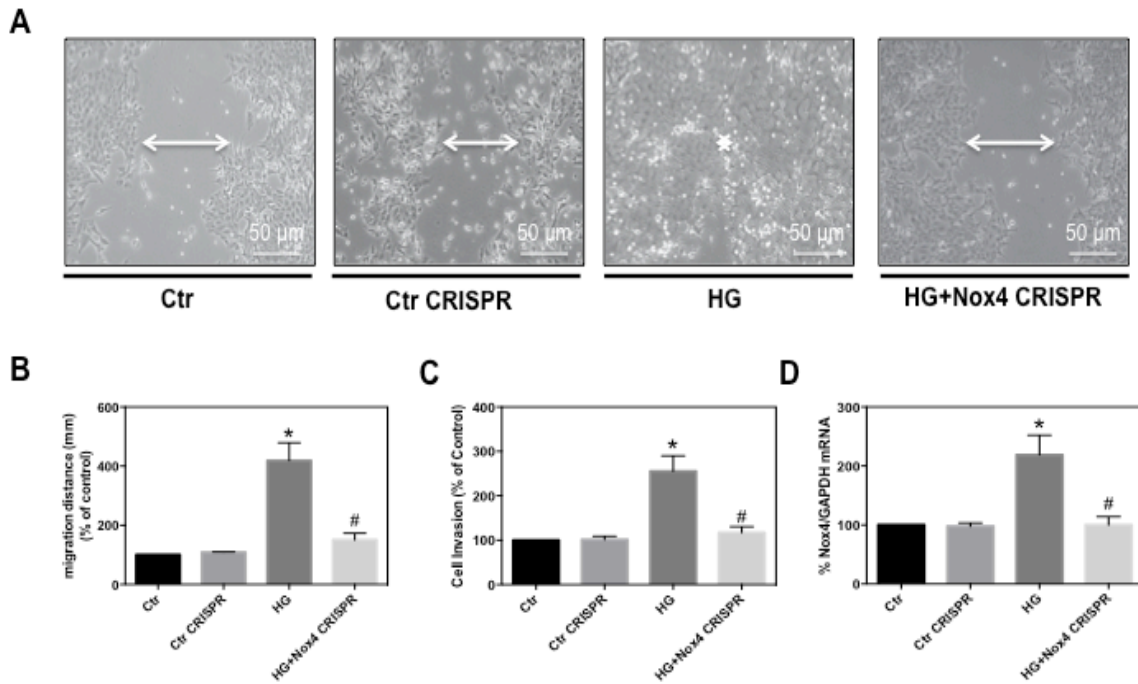 A
50 µm
50 µm
50 µm
50 µm
Ctr
Ctr CRISPR
HG
HG+Nox4 CRISPR
B
migration distance (mm)
(% of control)
600
400
200
0
*
#
Ctr
Ctr CRISPR
HG
HG+Nox4 CRISPR
C
Cell Invasion (% of Control)
400
300
200
100
0
*
#
Ctr
Ctr CRISPR
HG
HG+Nox4 CRISPR
D
% Nox4/GAPDH mRNA
300
200
100
0
*
#
Ctr
Ctr CRISPR
HG
HG+Nox4 CRISPR